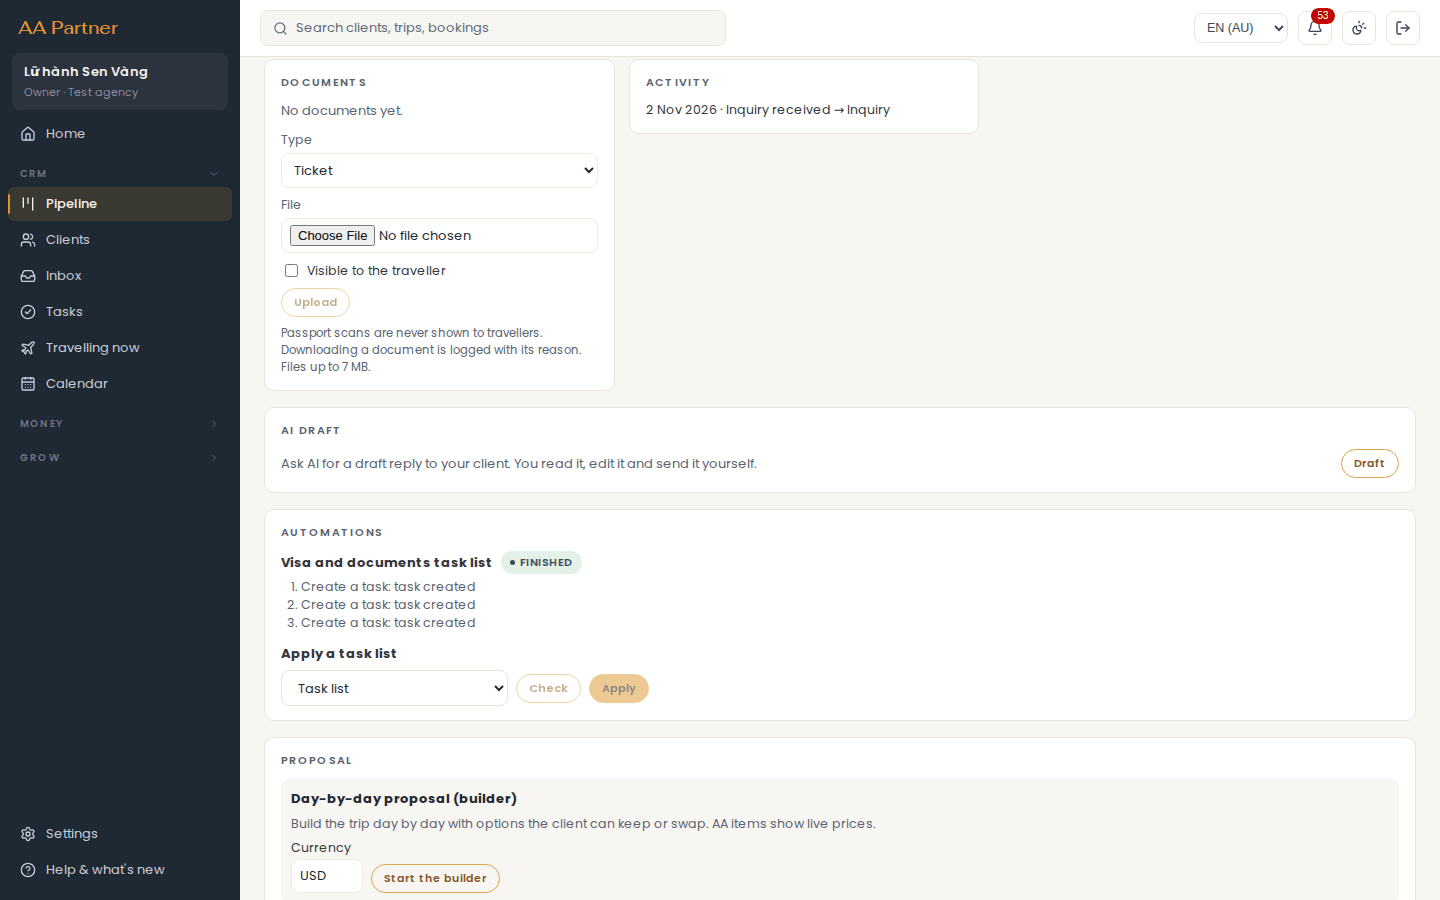 AA Partner
Lữ hành Sen Vàng
Owner · Test agency
Home
CRM
Pipeline
Clients
Inbox
Tasks
Travelling now
Calendar
MONEY
GROW
Settings
Help & what's new
Search clients, trips, bookings
EN (AU)
53
DOCUMENTS
No documents yet.
Type
Ticket
File
Choose File No file chosen
Visible to the traveller
Upload
Passport scans are never shown to travellers.
Downloading a document is logged with its reason.
Files up to 7 MB.
ACTIVITY
2 Nov 2026 · Inquiry received → Inquiry
AI DRAFT
Ask AI for a draft reply to your client. You read it, edit it and send it yourself.
Draft
AUTOMATIONS
Visa and documents task list
FINISHED
1. Create a task: task created
2. Create a task: task created
3. Create a task: task created
Apply a task list
Task list
Check
Apply
PROPOSAL
Day-by-day proposal (builder)
Build the trip day by day with options the client can keep or swap. AA items show live prices.
Currency
USD
Start the builder